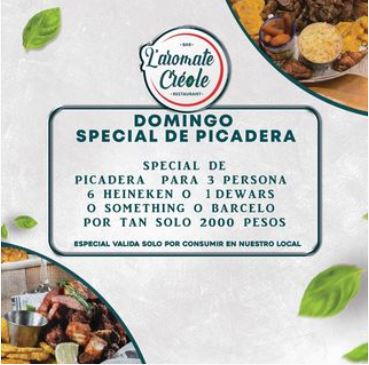 • BAR •
L'aromate
Créole
• RESTAURANT •
DOMINGO
SPECIAL DE PICADERA
SPECIAL DE
PICADERA PARA 3 PERSONA
6 HEINEKEN O 1 DEWARS
O SOMETHING O BARCELO
POR TAN SOLO 2000 PESOS
ESPECIAL VALIDA SOLO POR CONSUMIR EN NUESTRO LOCAL